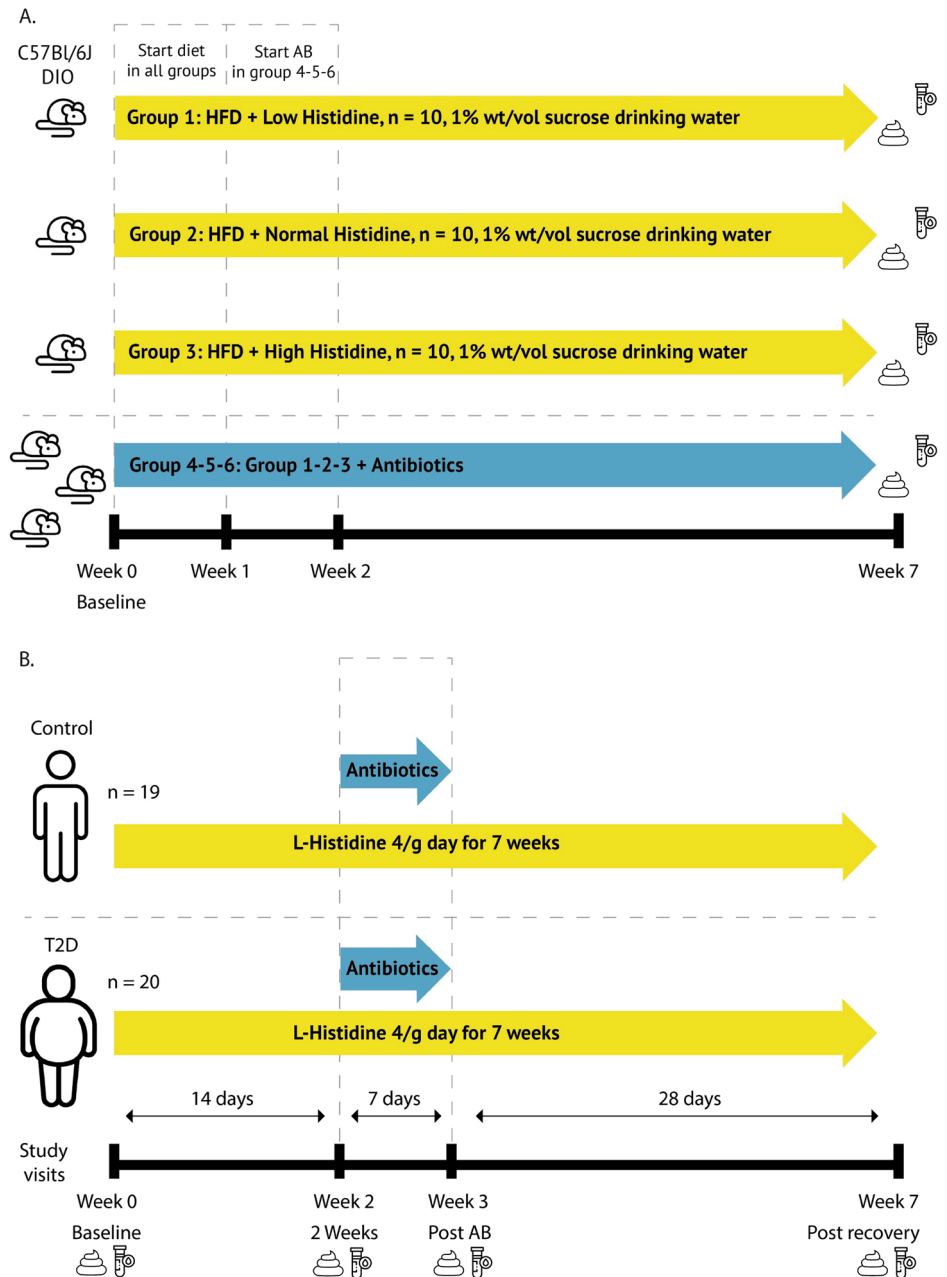 A.
C57Bl/6J
DIO
Start diet
in all groups
Start AB
in group 4-5-6
Group 1: HFD + Low Histidine, n = 10, 1% wt/vol sucrose drinking water
Group 2: HFD + Normal Histidine, n = 10, 1% wt/vol sucrose drinking water
Group 3: HFD + High Histidine, n = 10, 1% wt/vol sucrose drinking water
Group 4-5-6: Group 1-2-3 + Antibiotics
Week 0 Week 1 Week 2 Week 7
Baseline
B.
Control
n = 19
Antibiotics
L-Histidine 4/g day for 7 weeks
T2D
n = 20
Antibiotics
L-Histidine 4/g day for 7 weeks
14 days 7 days 28 days
Study
visits
Week 0 Week 2 Week 3 Week 7
Baseline 2 Weeks Post AB Post recovery